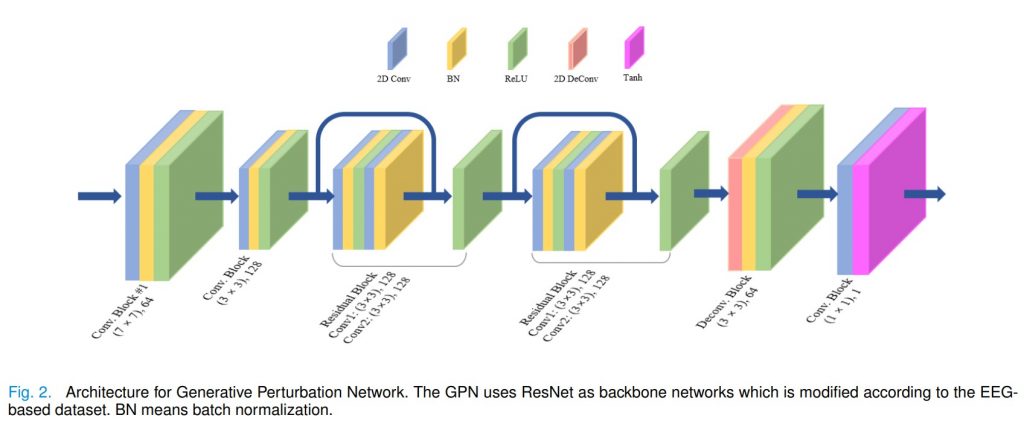 2D Conv
BN
ReLU
2D DeConv
Tanh
Conv. Block #1
(7 × 7), 64
Conv. Block
(3 × 3), 128
Residual Block
Conv1: (3×3), 128
Conv2: (3×3), 128
Residual Block
Conv1: (3×3), 128
Conv2: (3×3), 128
Deconv. Block
(3 × 3), 64
Conv. Block
(1 × 1), 1
Fig. 2. Architecture for Generative Perturbation Network. The GPN uses ResNet as backbone networks which is modified according to the EEG-
based dataset. BN means batch normalization.